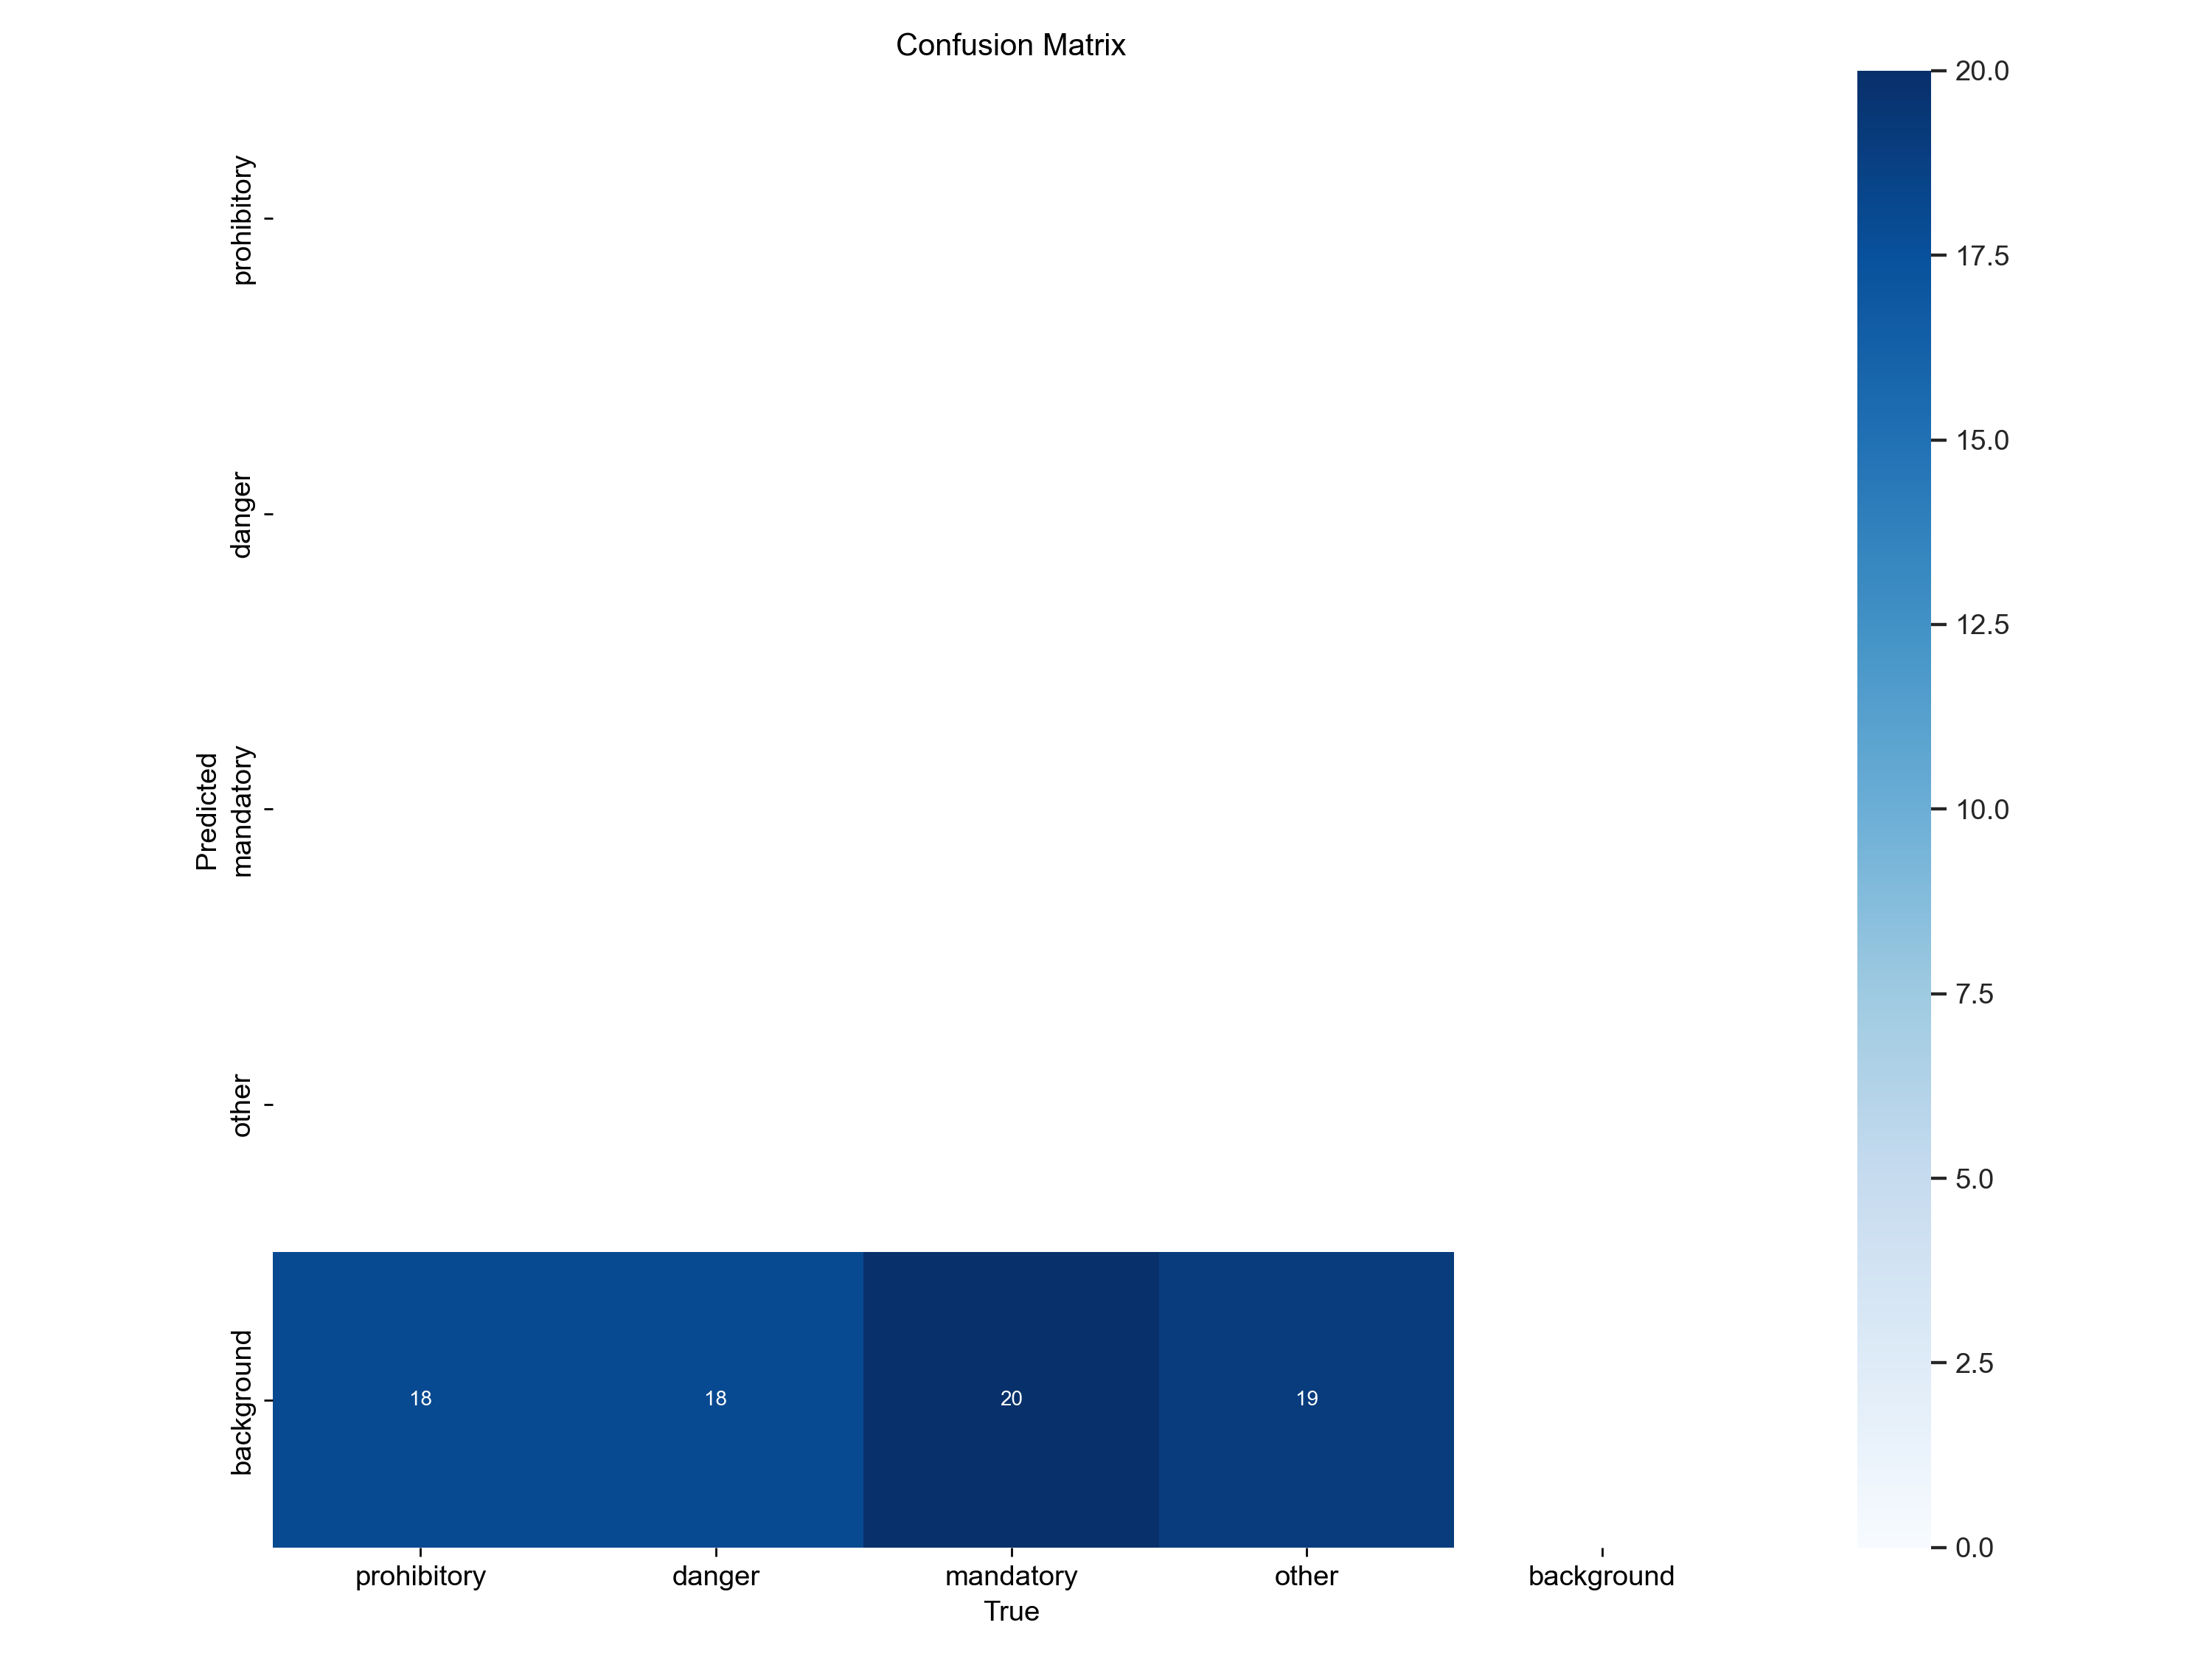 Confusion Matrix
prohibitory
danger
mandatory
other
background
Predicted
18 18 20 19
prohibitory danger mandatory other background
True
20.0
17.5
15.0
12.5
10.0
7.5
5.0
2.5
0.0